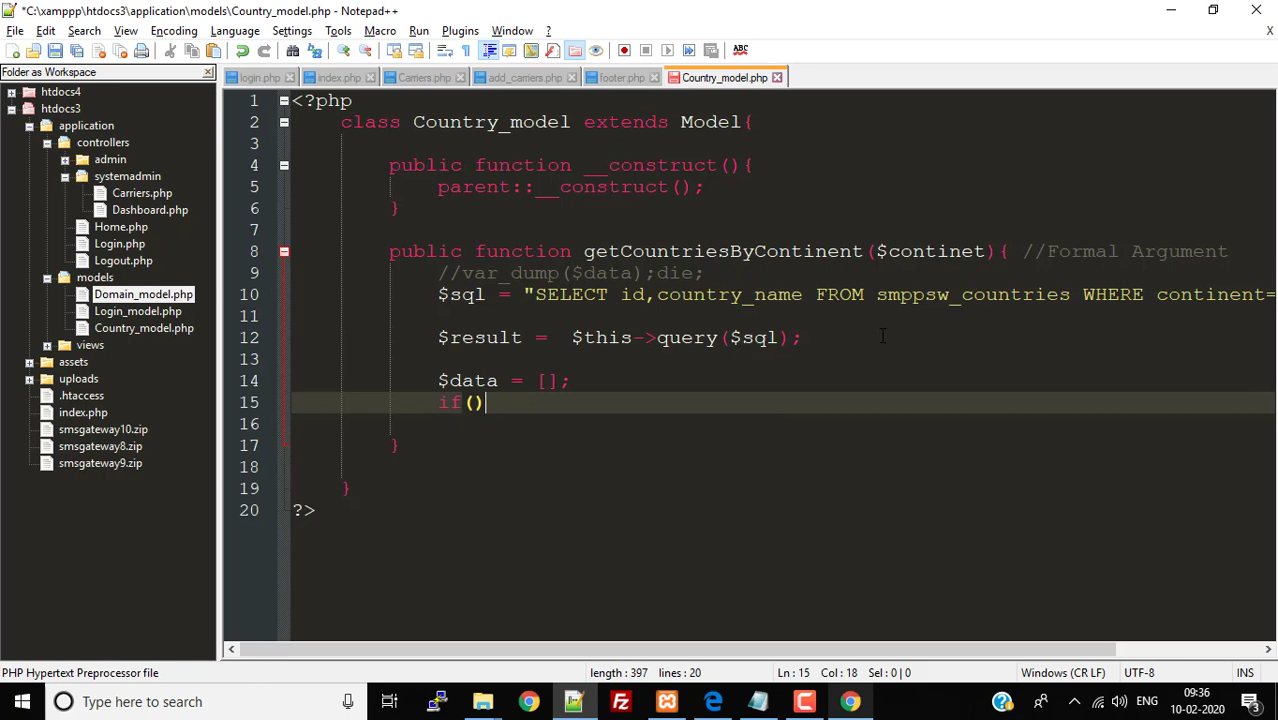 *C:\xamppp\htdocs3\application\models\Country_model.php - Notepad++
File Edit Search View Encoding Language Settings Tools Macro Run Plugins Window ?
Folder as Workspace
login.php index.php Carriers.php add_carriers.php footer.php Country_model.php
htdocs4
htdocs3
application
controllers
admin
systemadmin
Carriers.php
Dashboard.php
Home.php
Login.php
Logout.php
models
Domain_model.php
Login_model.php
Country_model.php
views
assets
uploads
.htaccess
index.php
smsgateway10.zip
smsgateway8.zip
smsgateway9.zip
1 <?php
2 class Country_model extends Model{
3
4 public function __construct(){
5 parent::__construct();
6 }
7
8 public function getCountriesByContinent($continet){ //Formal Argument
9 //var_dump($data);die;
10 $sql = "SELECT id,country_name FROM smppsw_countries WHERE continent=
11
12 $result =  $this->query($sql);
13
14 $data = [];
15 if()
16
17 }
18
19 }
20 ?>
PHP Hypertext Preprocessor file length : 397 lines : 20 Ln : 15 Col : 18 Sel : 0 | 0 Windows (CR LF) UTF-8 INS
Type here to search
ENG
09:36
10-02-2020
3